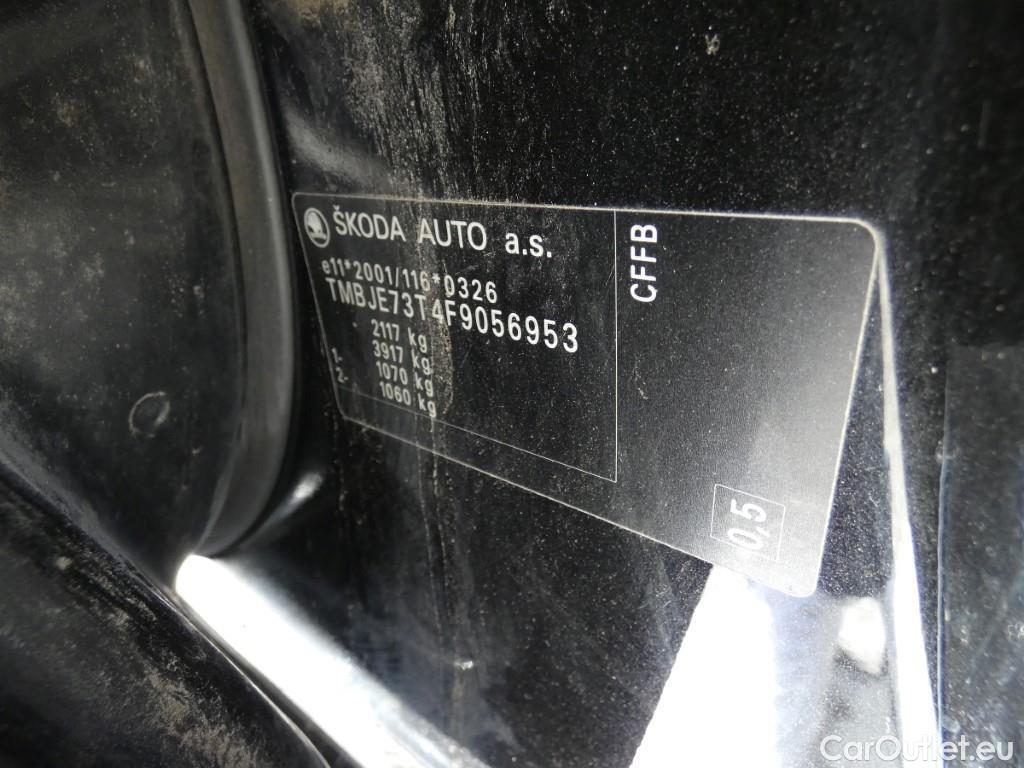 ŠKODA AUTO a.s.
e11*2001/116*0326
TMBJE73T4F9056953
2117 kg
3917 kg
1- 1070 kg
2- 1060 kg
CFFB
0,5
CarOutlet.eu